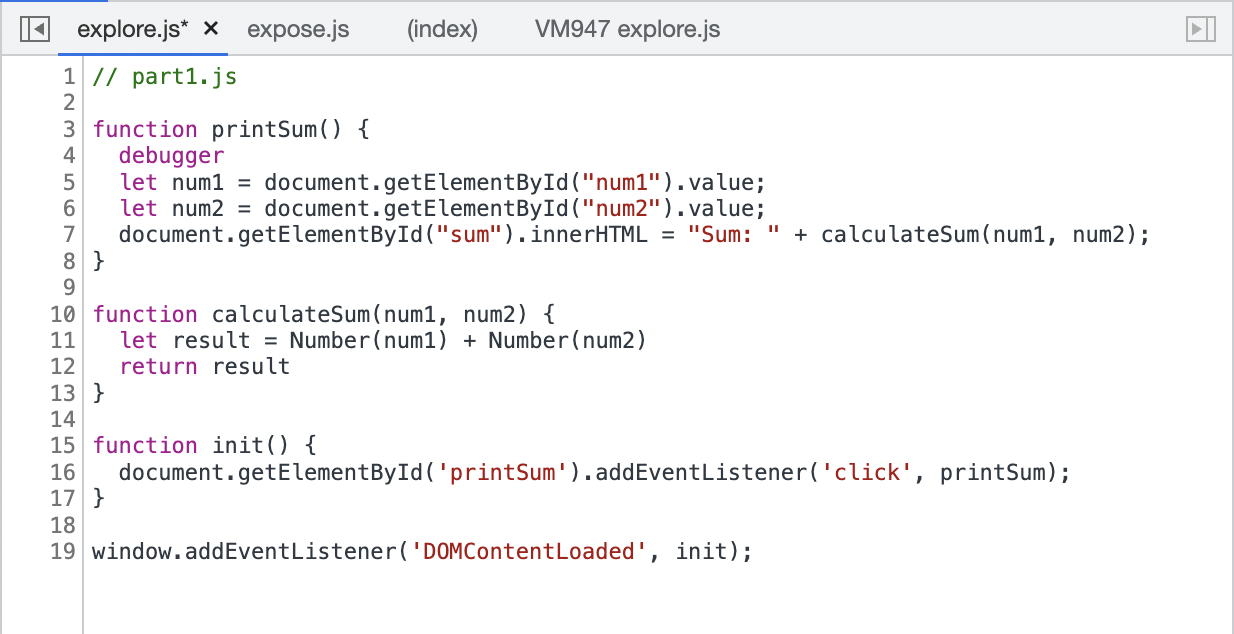 explore.js* × expose.js (index) VM947 explore.js
1 // part1.js
2
3 function printSum() {
4   debugger
5   let num1 = document.getElementById("num1").value;
6   let num2 = document.getElementById("num2").value;
7   document.getElementById("sum").innerHTML = "Sum: " + calculateSum(num1, num2);
8 }
9
10 function calculateSum(num1, num2) {
11   let result = Number(num1) + Number(num2)
12   return result
13 }
14
15 function init() {
16   document.getElementById('printSum').addEventListener('click', printSum);
17 }
18
19 window.addEventListener('DOMContentLoaded', init);